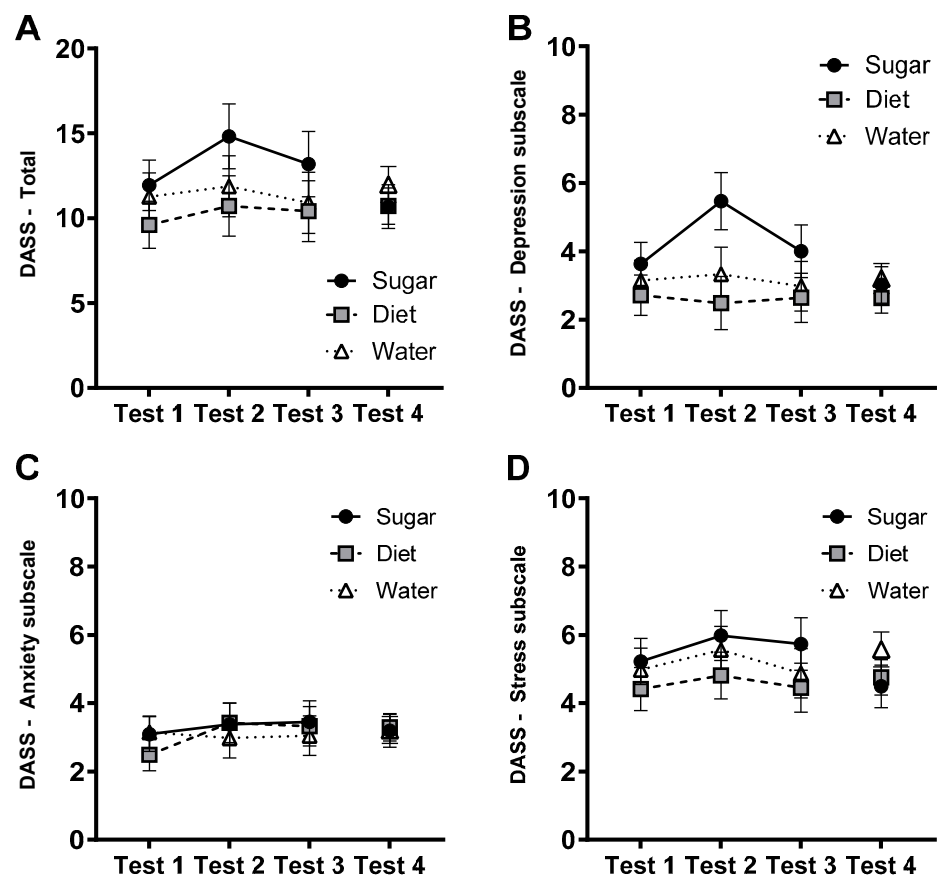 A
DASS - Total
20
15
10
5
0
Sugar
Diet
Water
Test 1 Test 2 Test 3 Test 4
B
DASS - Depression subscale
10
8
6
4
2
0
Sugar
Diet
Water
Test 1 Test 2 Test 3 Test 4
C
DASS - Anxiety subscale
10
8
6
4
2
0
Sugar
Diet
Water
Test 1 Test 2 Test 3 Test 4
D
DASS - Stress subscale
10
8
6
4
2
0
Sugar
Diet
Water
Test 1 Test 2 Test 3 Test 4